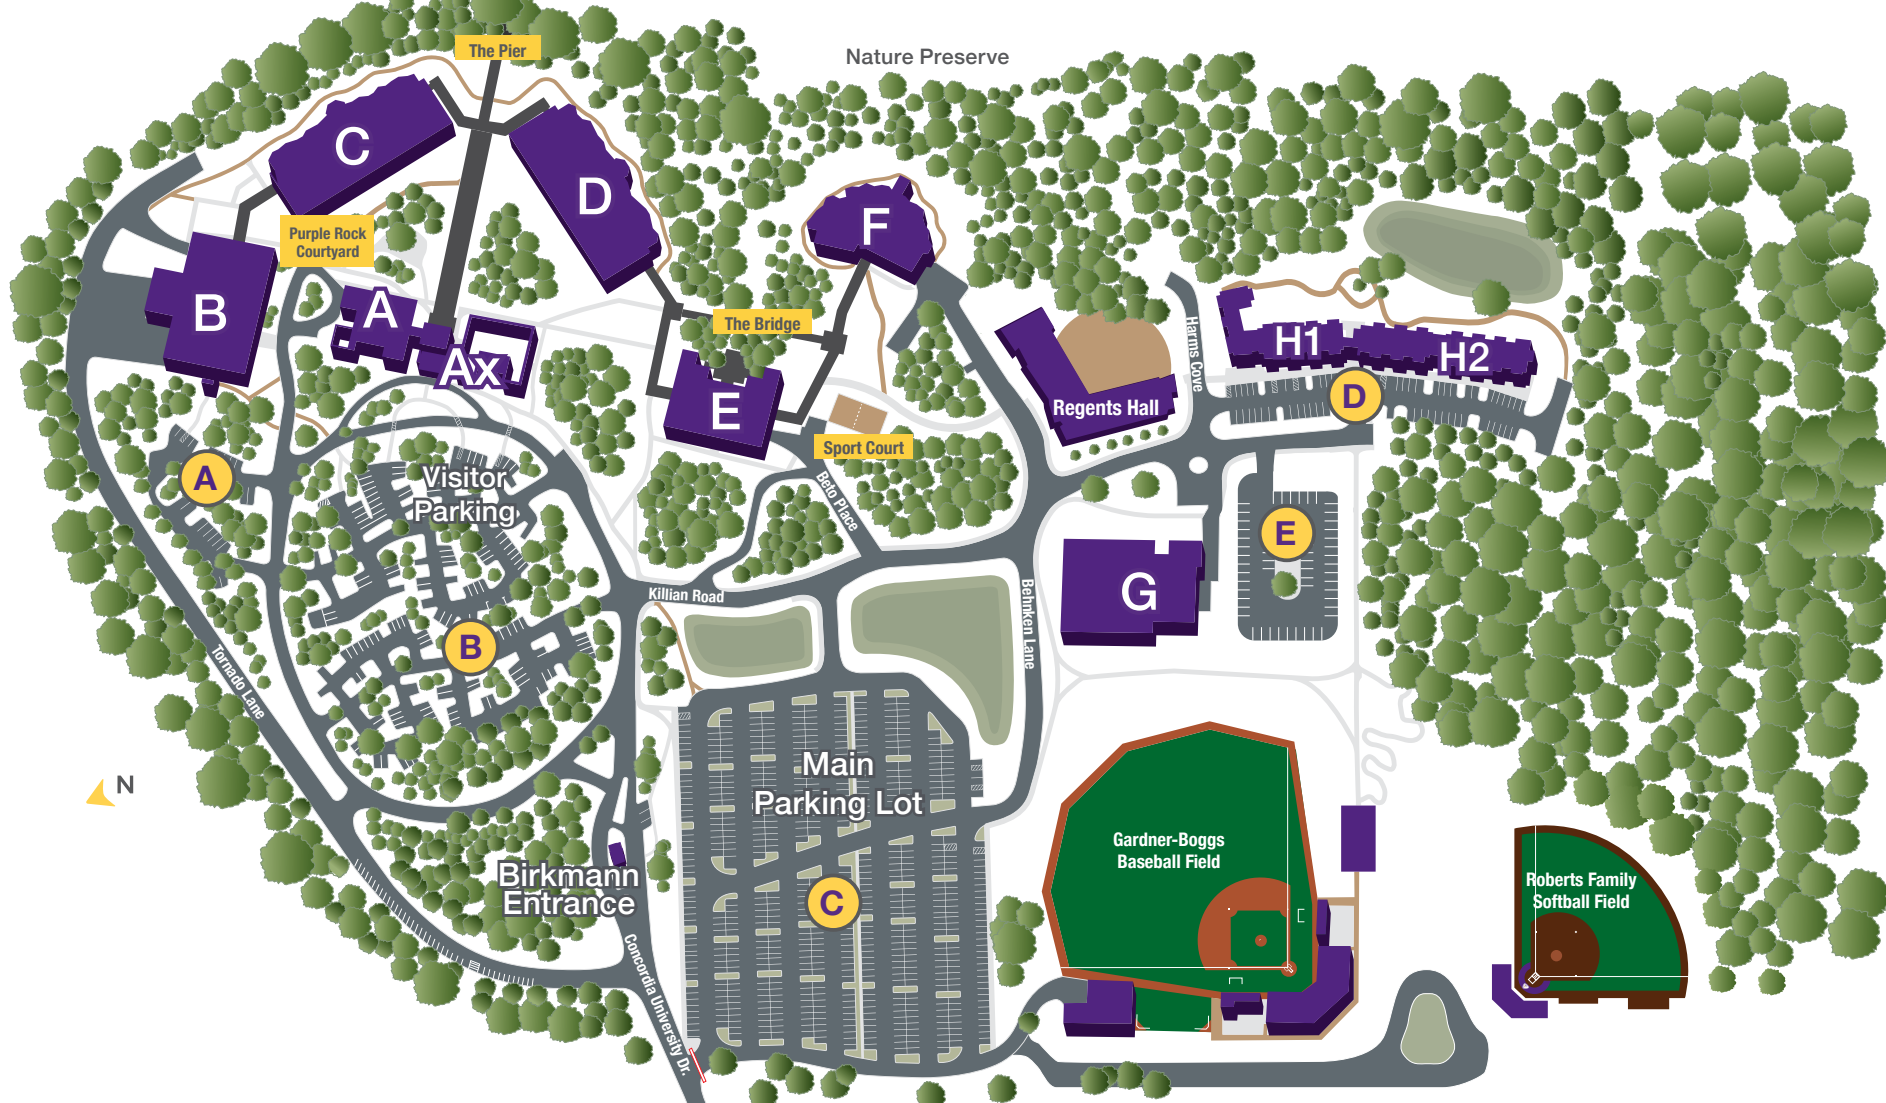 The Pier
Nature Preserve
C
D
Purple Rock
Courtyard
F
B
A
The Bridge
Ax
H1
H2
Harms Cove
D
E
Regents Hall
Sport Court
A
Visitor
Parking
Beto Place
E
G
Killian Road
Behnken Lane
B
Tornado Lane
N
Main
Parking Lot
Gardner-Boggs
Baseball Field
Birkmann
Entrance
C
Roberts Family
Softball Field
Concordia University Dr.